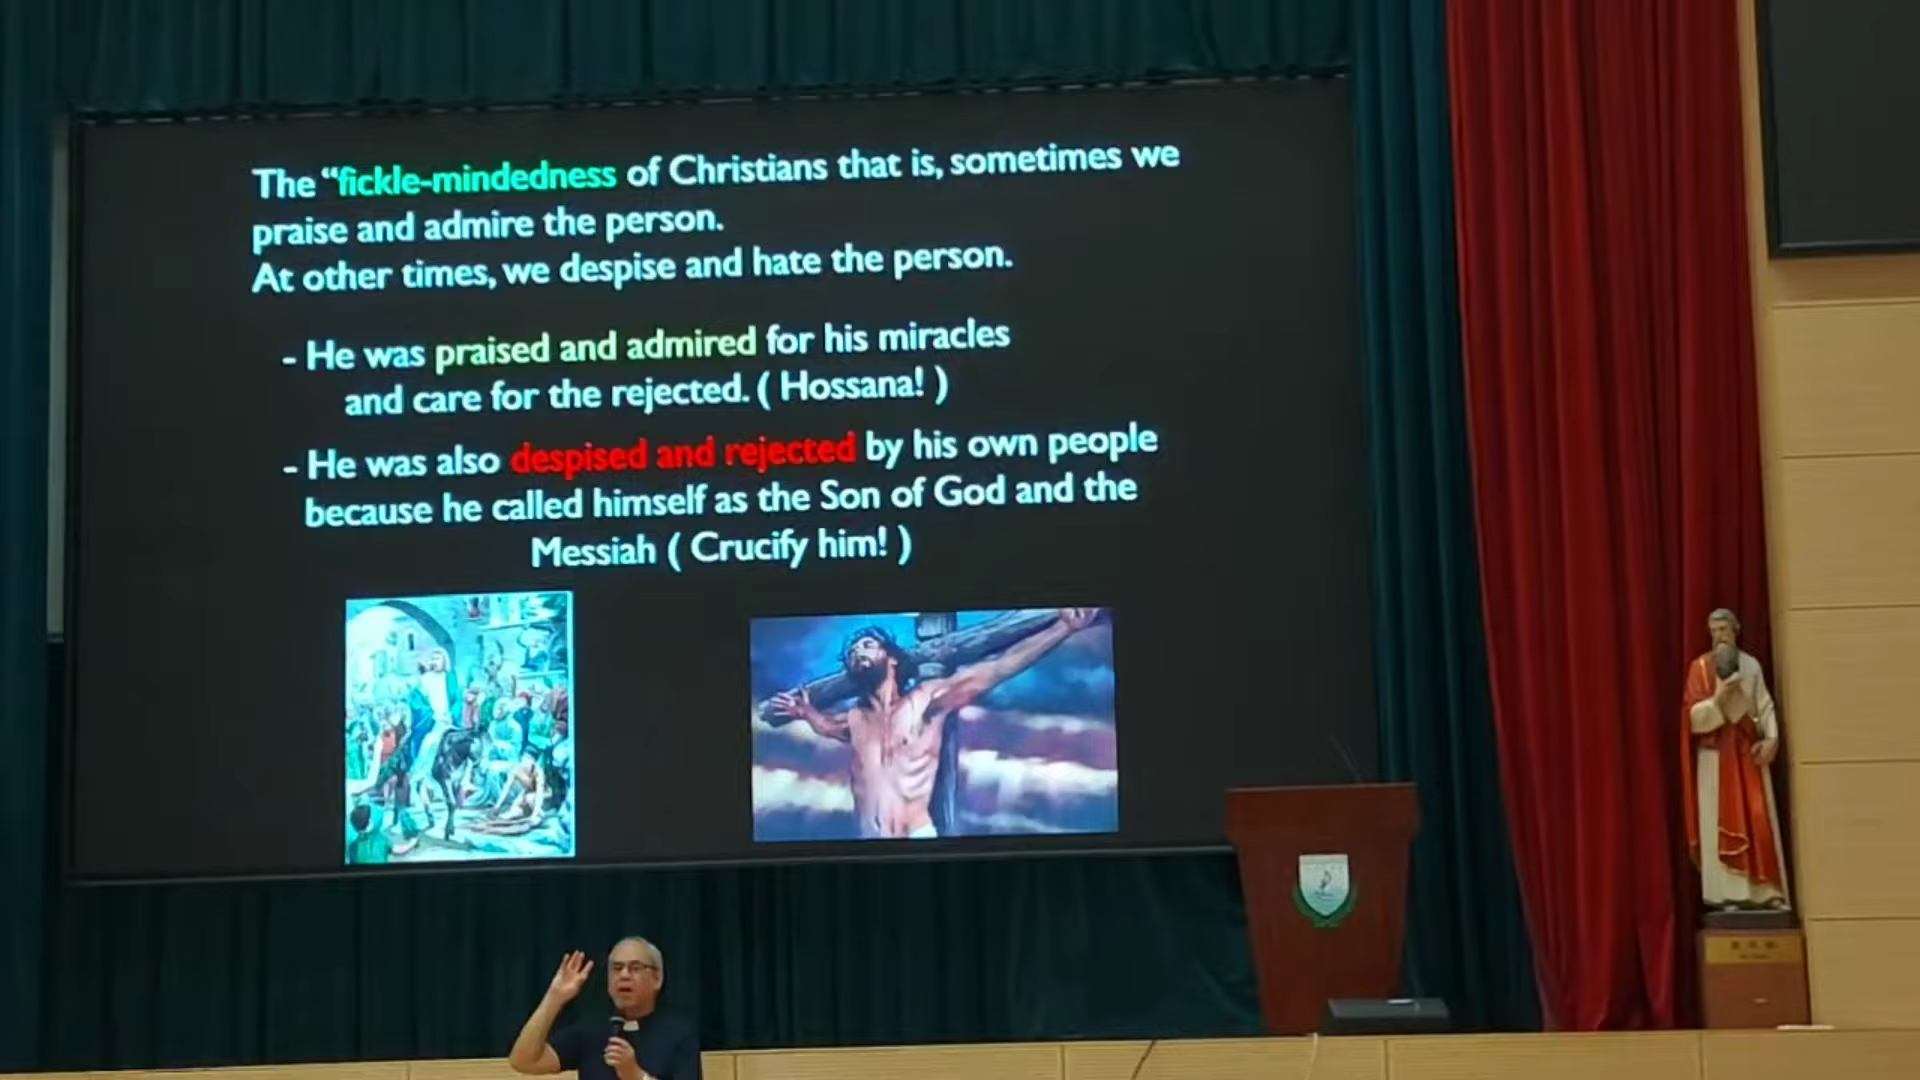 The “fickle-mindedness of Christians that is, sometimes we
praise and admire the person.
At other times, we despise and hate the person.
- He was praised and admired for his miracles
and care for the rejected. ( Hossana! )
- He was also despised and rejected by his own people
because he called himself as the Son of God and the
Messiah ( Crucify him! )